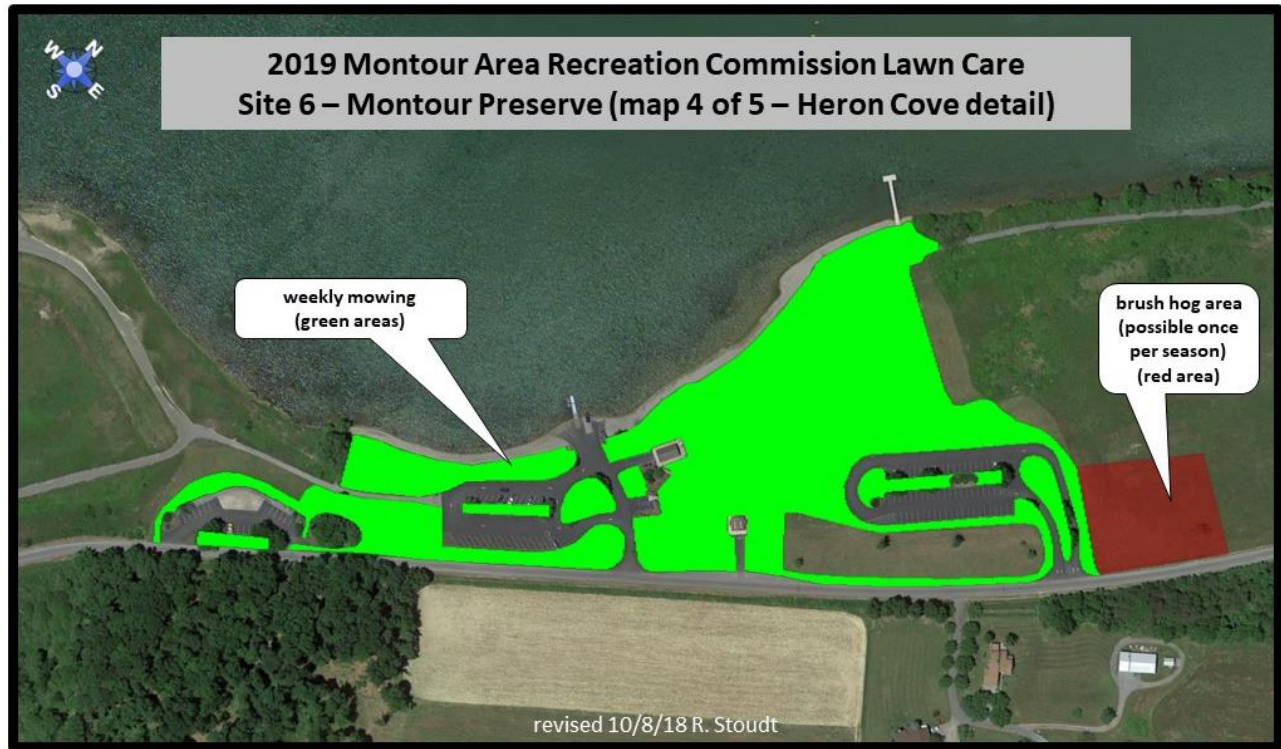 W N
S E
2019 Montour Area Recreation Commission Lawn Care
Site 6 – Montour Preserve (map 4 of 5 – Heron Cove detail)
weekly mowing
(green areas)
brush hog area
(possible once
per season)
(red area)
revised 10/8/18 R. Stoudt